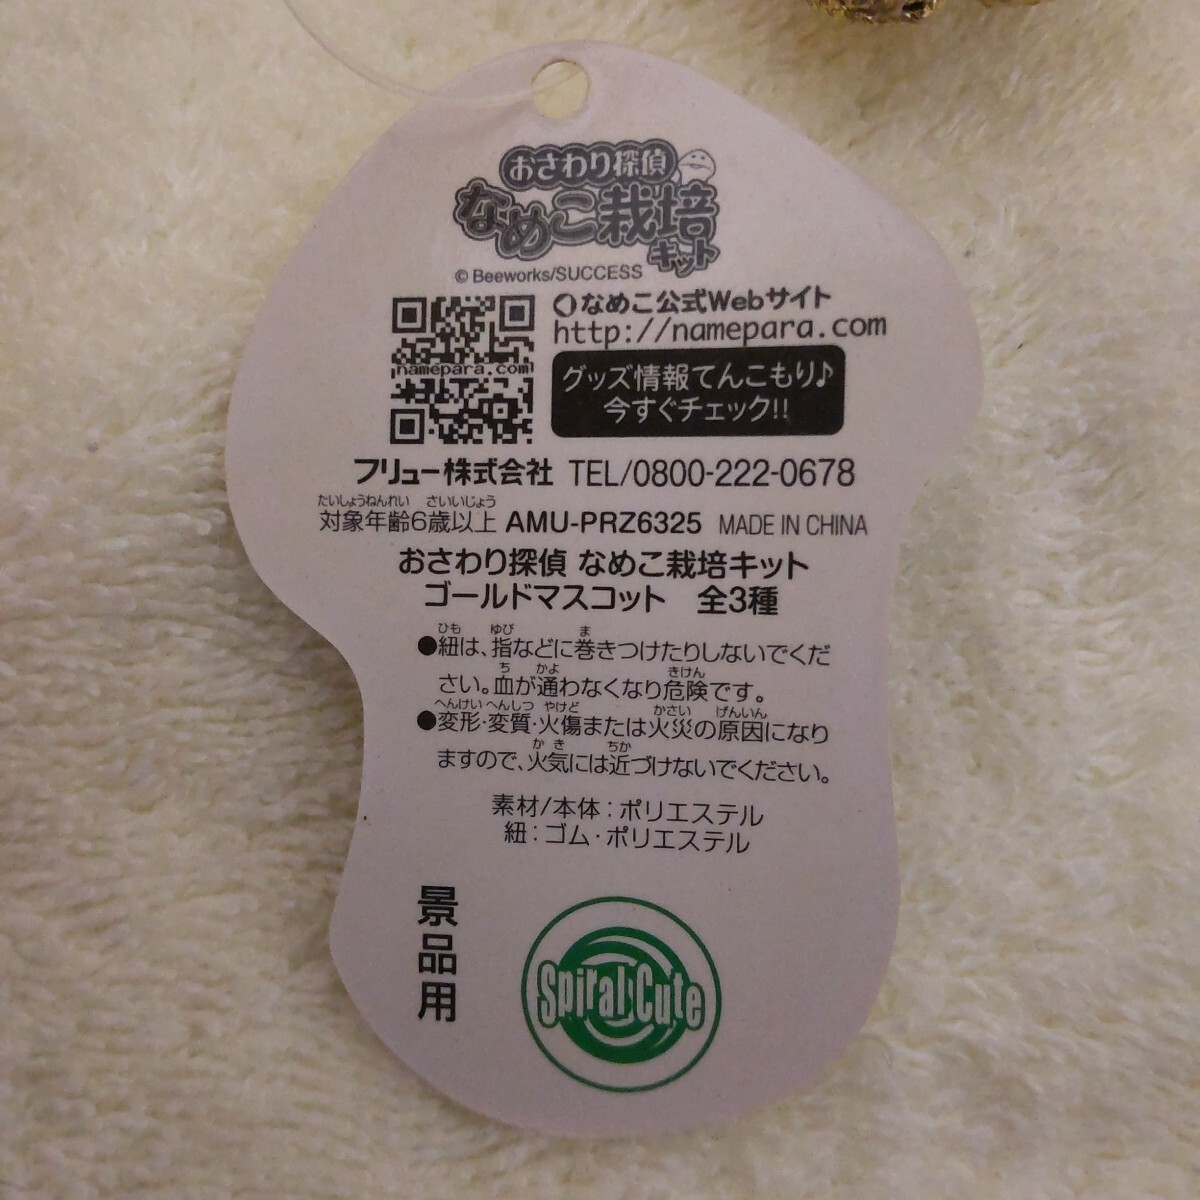 おさわり探偵
なめこ栽培
キット
© Beeworks/SUCCESS
なめこ公式Webサイト
http://namepara.com
namepara.com
グッズ情報てんこもり♪
今すぐチェック!!
フリュー株式会社 TEL/0800-222-0678
たいしょうねんれい さいいじょう
対象年齢6歳以上 AMU-PRZ6325 MADE IN CHINA
おさわり探偵 なめこ栽培キット
ゴールドマスコット 全3種
ひも ゆび ま
●紐は、指などに巻きつけたりしないでくだ
ち かよ きけん
さい。血が通わなくなり危険です。
へんけい へんしつ やけど かさい げんいん
●変形・変質・火傷または火災の原因になり
かき ちか
ますので、火気には近づけないでください。
素材/本体：ポリエステル
紐：ゴム・ポリエステル
景品用
Spiral Cute